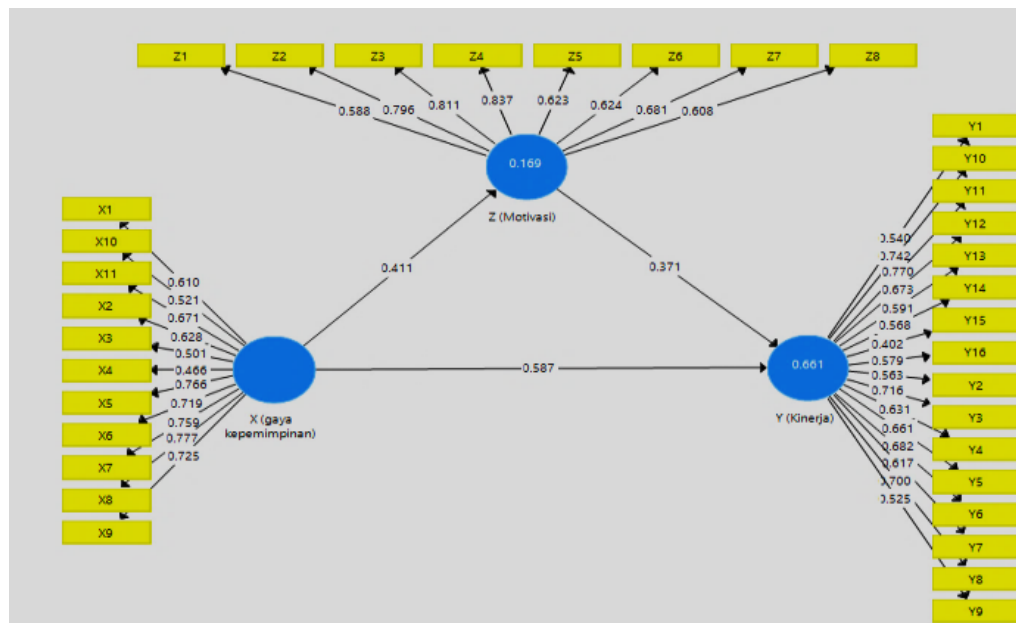 Z1
Z2
Z3
Z4
Z5
Z6
Z7
Z8
0.588
0.796
0.811
0.837
0.623
0.624
0.681
0.608
0.169
Z (Motivasi)
X1
X10
X11
X2
X3
X4
X5
X6
X7
X8
X9
0.610
0.521
0.671
0.628
0.501
0.466
0.766
0.719
0.759
0.777
0.725
X (gaya
kepemimpinan)
0.411
0.371
0.587
0.661
Y (Kinerja)
0.540
0.742
0.770
0.673
0.591
0.568
0.402
0.579
0.563
0.716
0.631
0.661
0.682
0.617
0.700
0.525
Y1
Y10
Y11
Y12
Y13
Y14
Y15
Y16
Y2
Y3
Y4
Y5
Y6
Y7
Y8
Y9